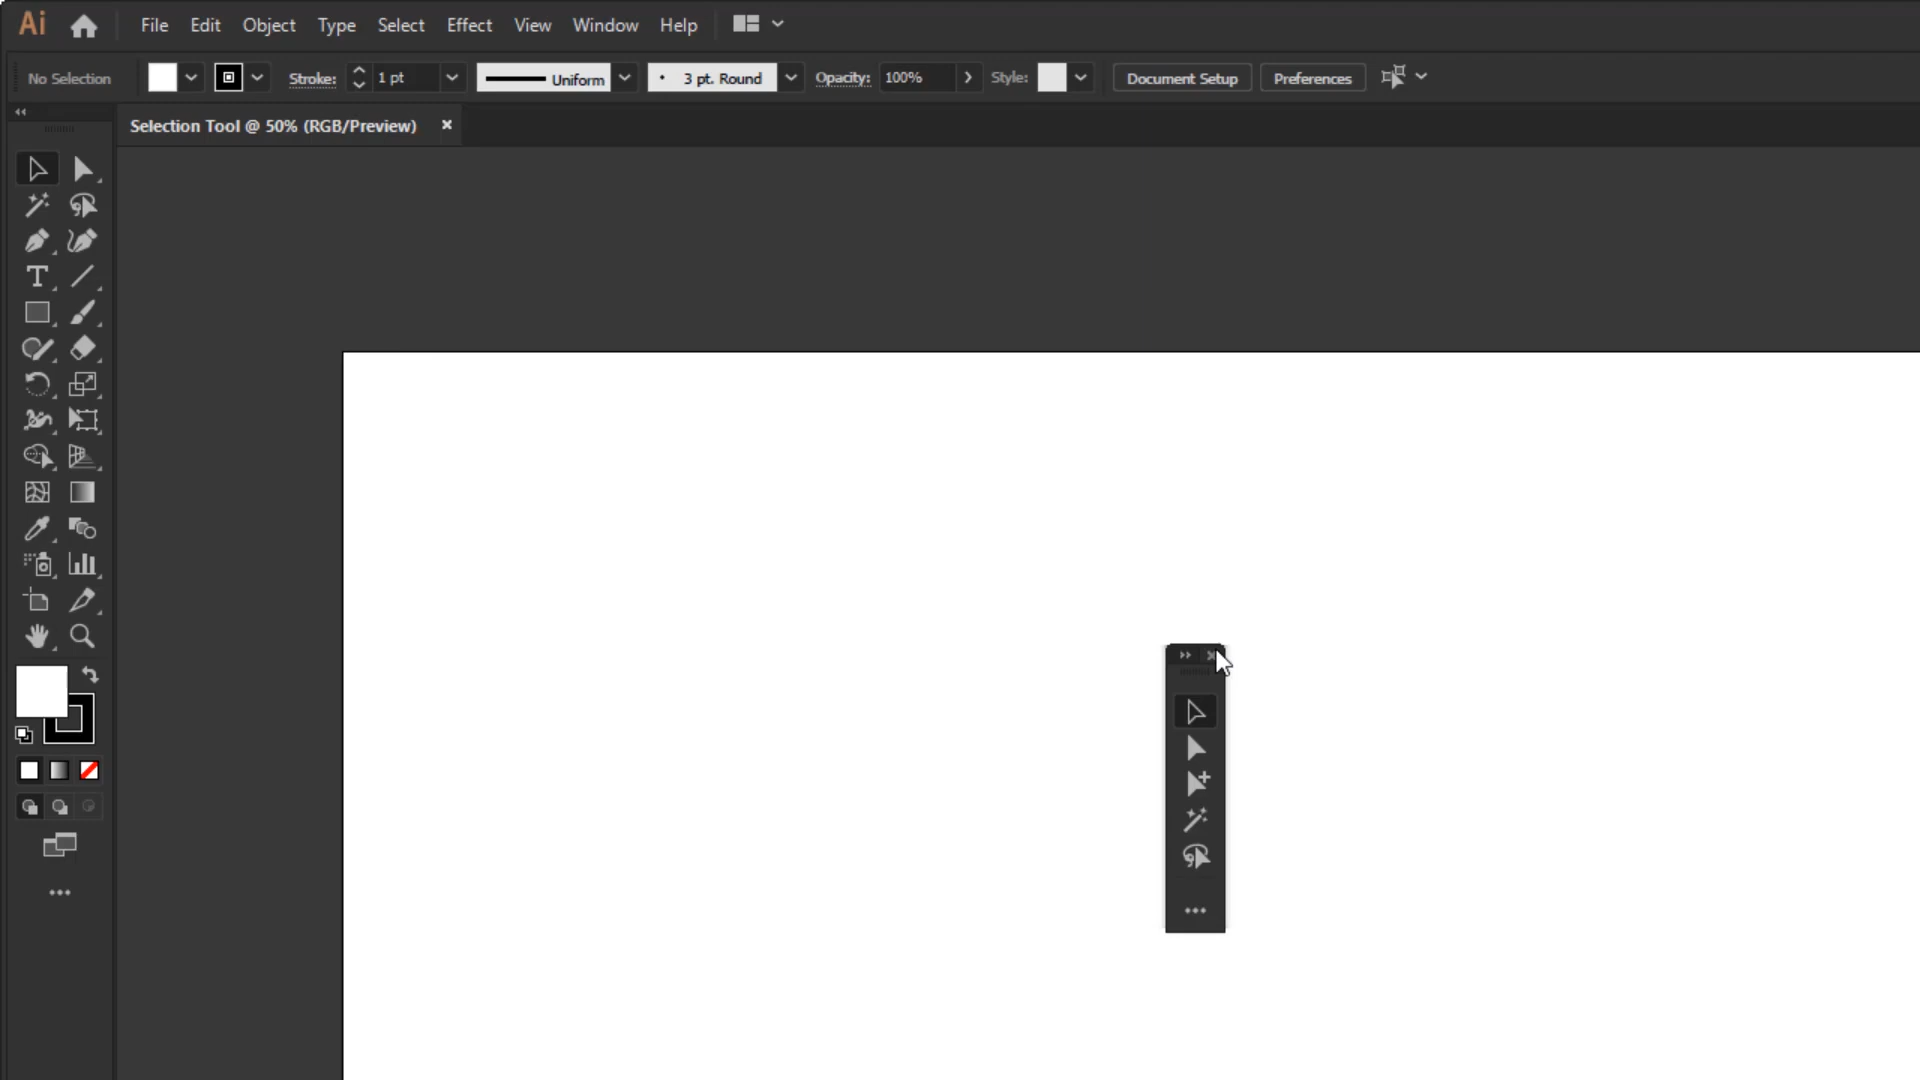 Ai File Edit Object Type Select Effect View Window Help
No Selection Stroke: 1 pt Uniform 3 pt. Round Opacity: 100% Style: Document Setup Preferences
Selection Tool @ 50% (RGB/Preview)